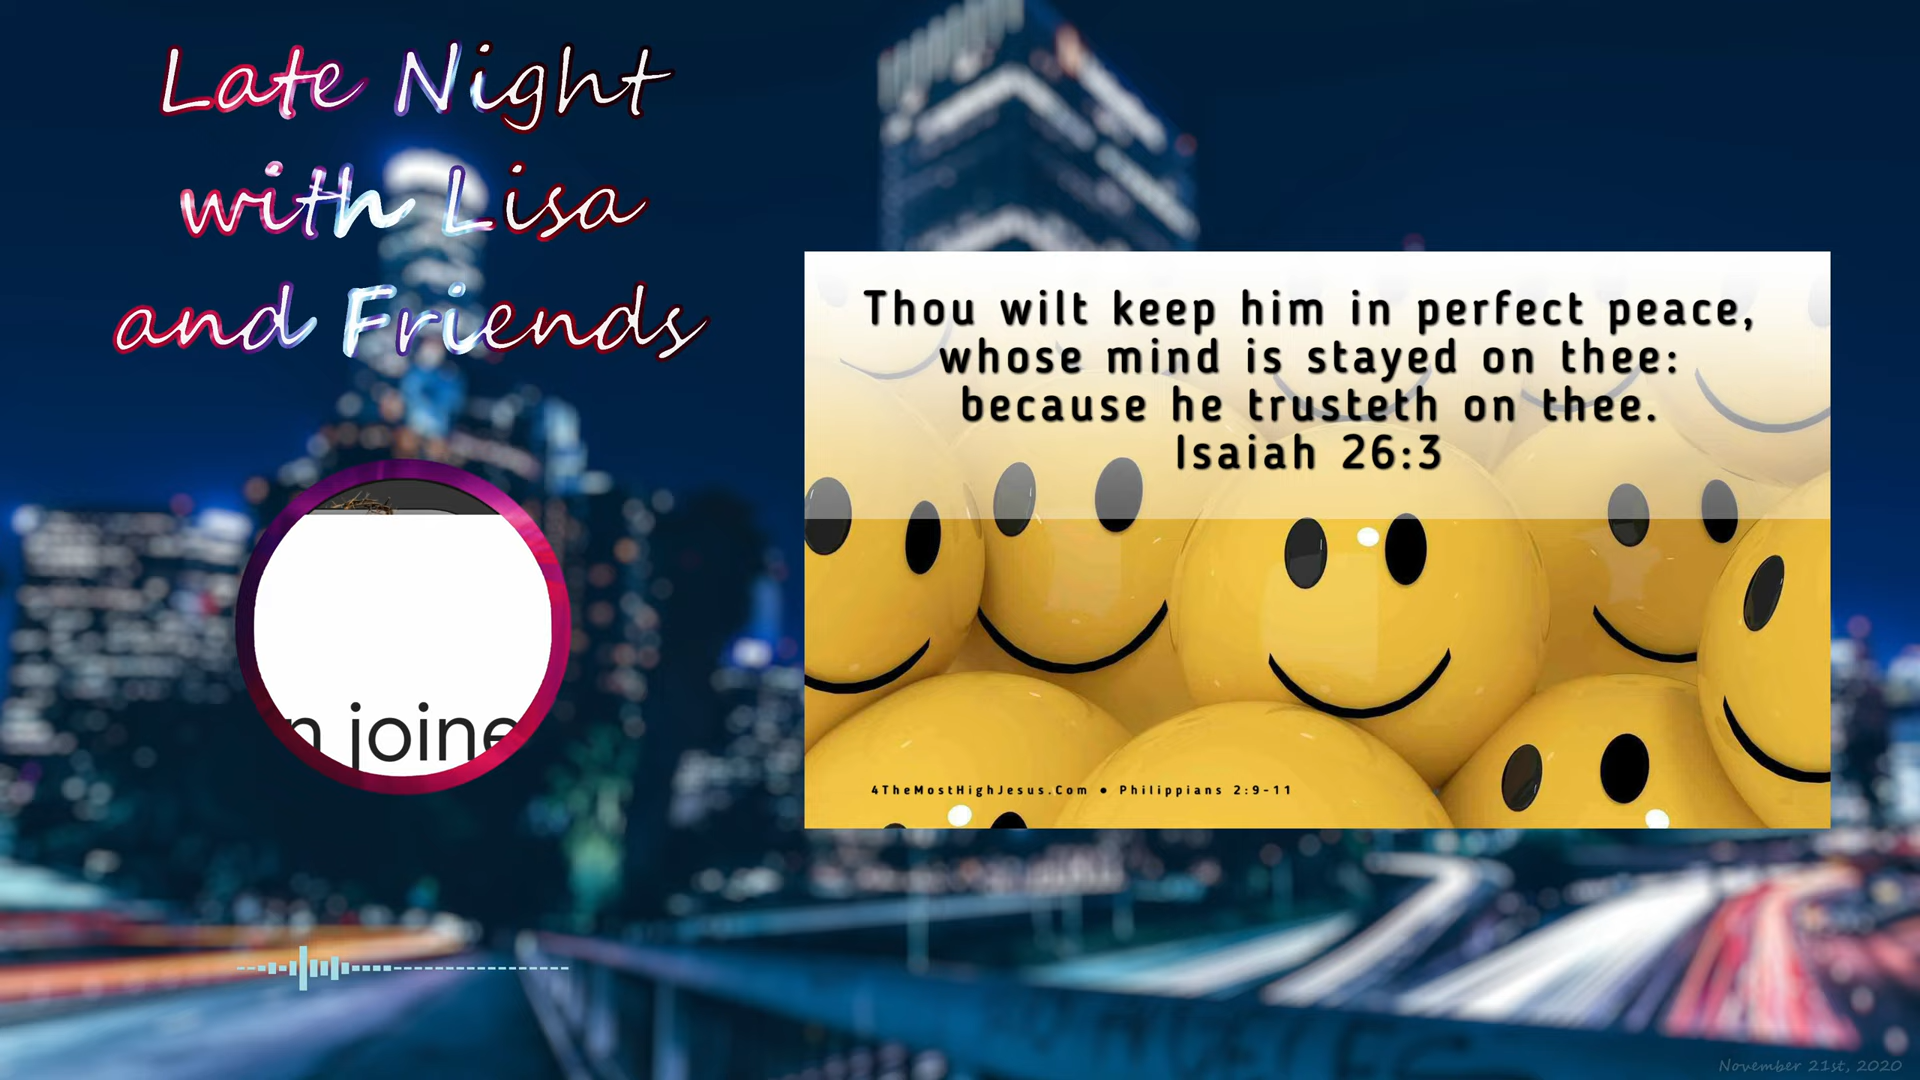 Late Night
with Lisa
and Friends
Thou wilt keep him in perfect peace,
whose mind is stayed on thee:
because he trusteth on thee.
Isaiah 26:3
n joine
4TheMostHighJesus.Com • Philippians 2:9-11
November 21st, 2020